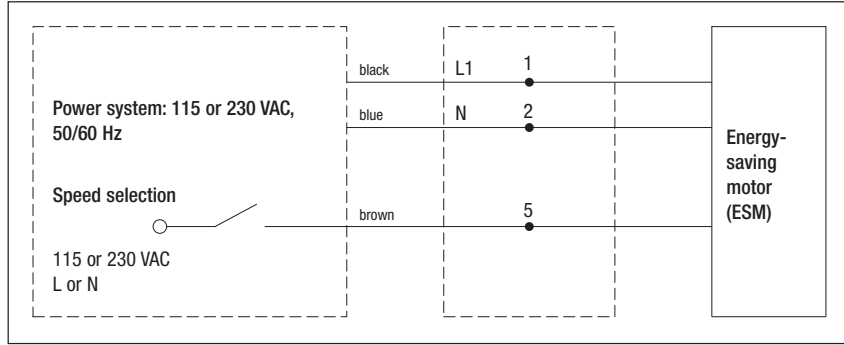 black
L1
1
Power system: 115 or 230 VAC,
50/60 Hz
blue
N
2
Energy-
saving
motor
(ESM)
Speed selection
brown
5
115 or 230 VAC
L or N